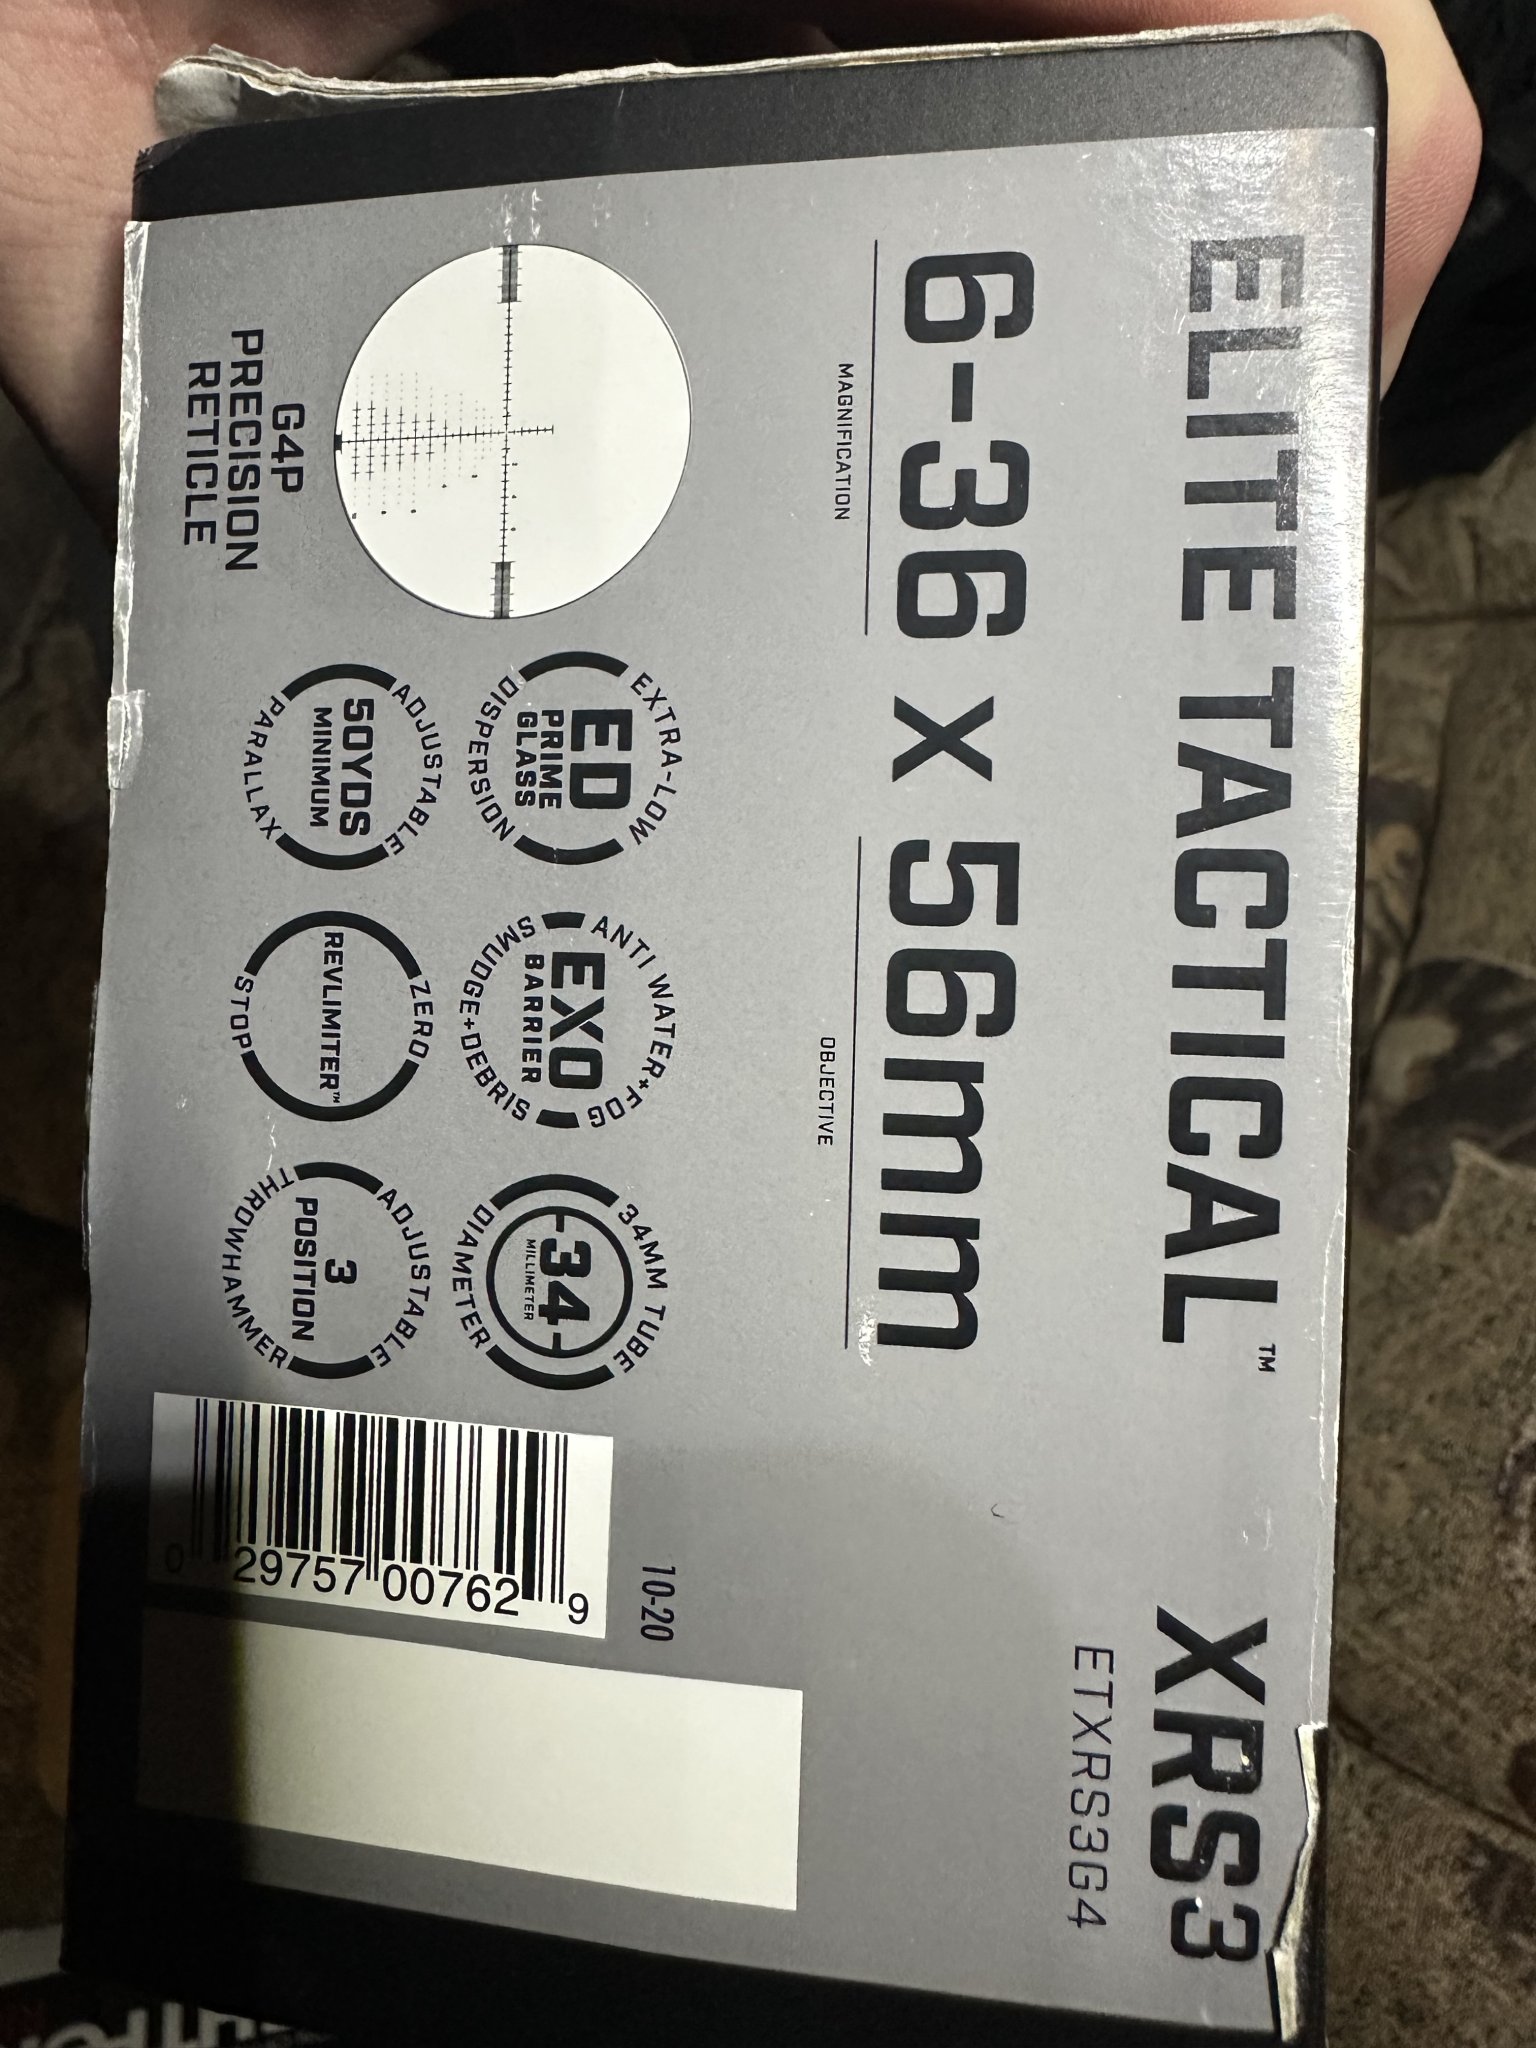 ELITE TACTICAL™ XRS3
ETXRS3G4
6-36 x 56mm
MAGNIFICATION
OBJECTIVE
G4P
PRECISION
RETICLE
EXTRA-LOW
ED
PRIME
GLASS
DISPERSION
ANTI WATER+FOG
EXO
BARRIER
SMUDGE+DEBRIS
34MM TUBE
34
MILLIMETER
DIAMETER
ADJUSTABLE
50YDS
MINIMUM
PARALLAX
ZERO
REVLIMITER™
STOP
ADJUSTABLE
3
POSITION
THROWHAMMER
10-20
0 29757 00762 9